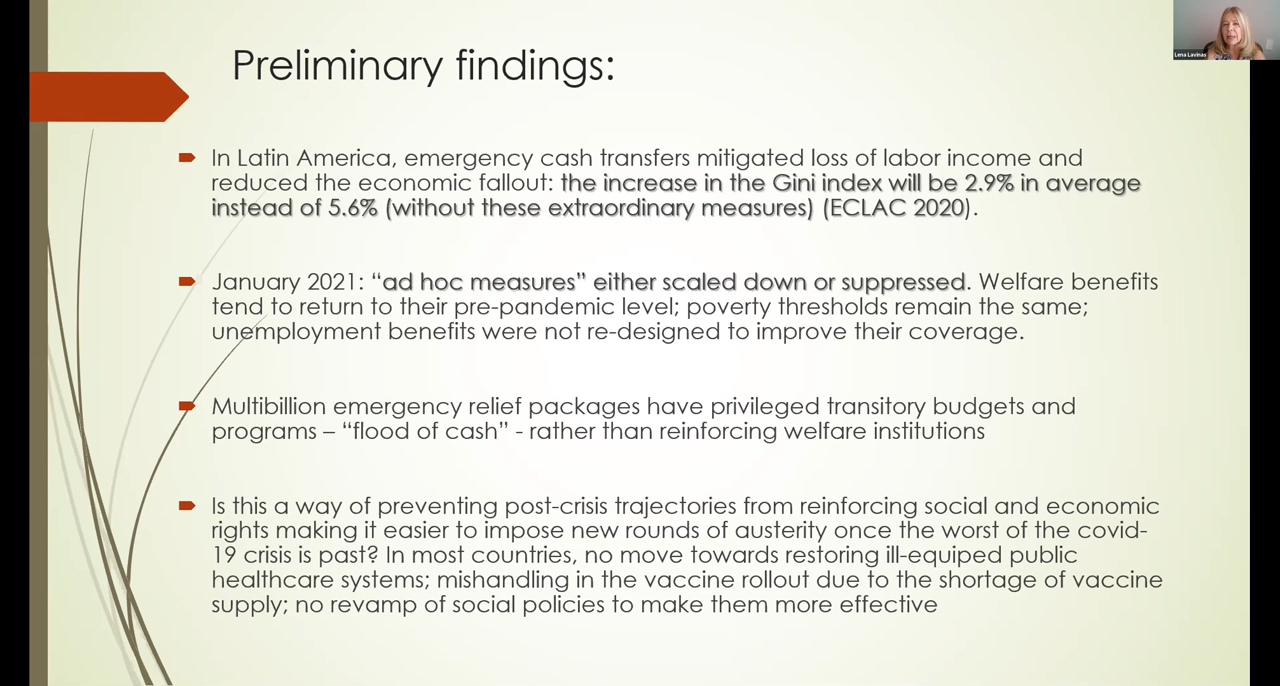 Lena Lavinas
Preliminary findings:
In Latin America, emergency cash transfers mitigated loss of labor income and
reduced the economic fallout: the increase in the Gini index will be 2.9% in average
instead of 5.6% (without these extraordinary measures) (ECLAC 2020).
January 2021: “ad hoc measures” either scaled down or suppressed. Welfare benefits
tend to return to their pre-pandemic level; poverty thresholds remain the same;
unemployment benefits were not re-designed to improve their coverage.
Multibillion emergency relief packages have privileged transitory budgets and
programs – “flood of cash” - rather than reinforcing welfare institutions
Is this a way of preventing post-crisis trajectories from reinforcing social and economic
rights making it easier to impose new rounds of austerity once the worst of the covid-
19 crisis is past? In most countries, no move towards restoring ill-equiped public
healthcare systems; mishandling in the vaccine rollout due to the shortage of vaccine
supply; no revamp of social policies to make them more effective